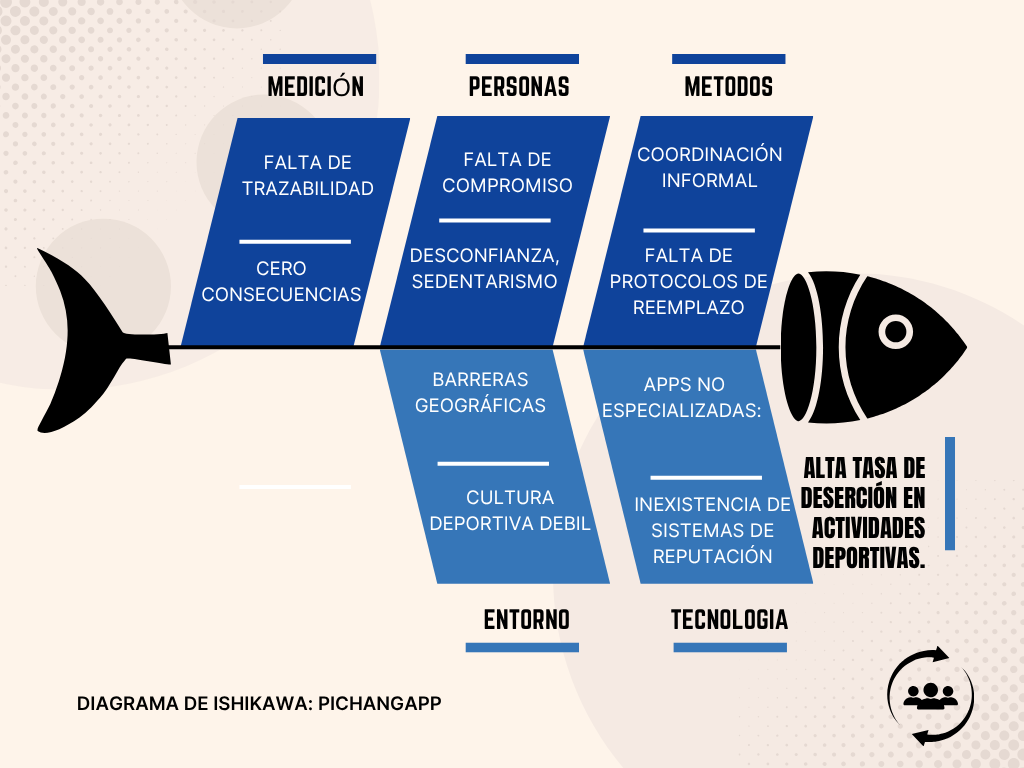 MEDICIÓN
PERSONAS
METODOS
FALTA DE
TRAZABILIDAD
CERO
CONSECUENCIAS
FALTA DE
COMPROMISO
DESCONFIANZA,
SEDENTARISMO
COORDINACIÓN
INFORMAL
FALTA DE
PROTOCOLOS DE
REEMPLAZO
BARRERAS
GEOGRÁFICAS
CULTURA
DEPORTIVA DEBIL
APPS NO
ESPECIALIZADAS:
INEXISTENCIA DE
SISTEMAS DE
REPUTACIÓN
ALTA TASA DE
DESERCIÓN EN
ACTIVIDADES
DEPORTIVAS.
ENTORNO
TECNOLOGIA
DIAGRAMA DE ISHIKAWA: PICHANGAPP